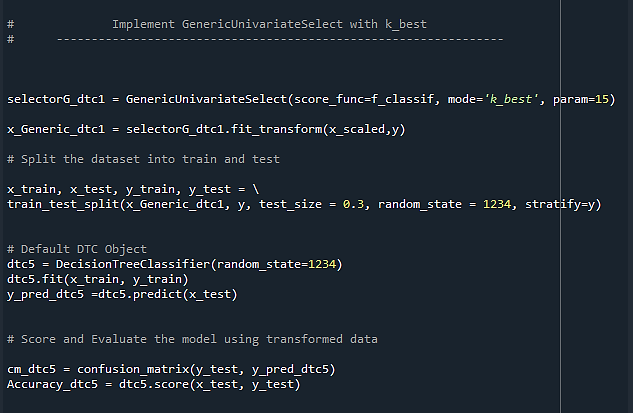 #             Implement GenericUnivariateSelect with k_best
#      ----------------------------------------------------------------
selectorG_dtc1 = GenericUnivariateSelect(score_func=f_classif, mode='k_best', param=15)
x_Generic_dtc1 = selectorG_dtc1.fit_transform(x_scaled,y)
# Split the dataset into train and test
x_train, x_test, y_train, y_test = \
train_test_split(x_Generic_dtc1, y, test_size = 0.3, random_state = 1234, stratify=y)
# Default DTC Object
dtc5 = DecisionTreeClassifier(random_state=1234)
dtc5.fit(x_train, y_train)
y_pred_dtc5 =dtc5.predict(x_test)
# Score and Evaluate the model using transformed data
cm_dtc5 = confusion_matrix(y_test, y_pred_dtc5)
Accuracy_dtc5 = dtc5.score(x_test, y_test)